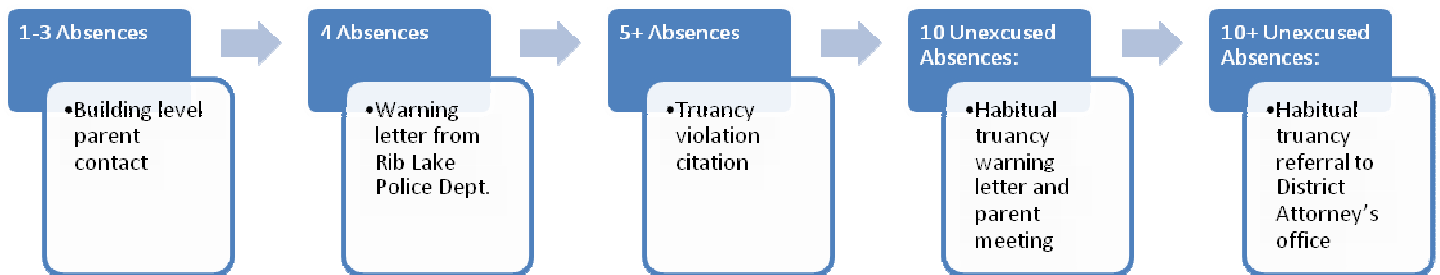 1-3 Absences
•Building level
parent
contact
4 Absences
•Warning
letter from
Rib Lake
Police Dept.
5+ Absences
•Truancy
violation
citation
10 Unexcused
Absences:
•Habitual
truancy
warning
letter and
parent
meeting
10+ Unexcused
Absences:
•Habitual
truancy
referral to
District
Attorney’s
office